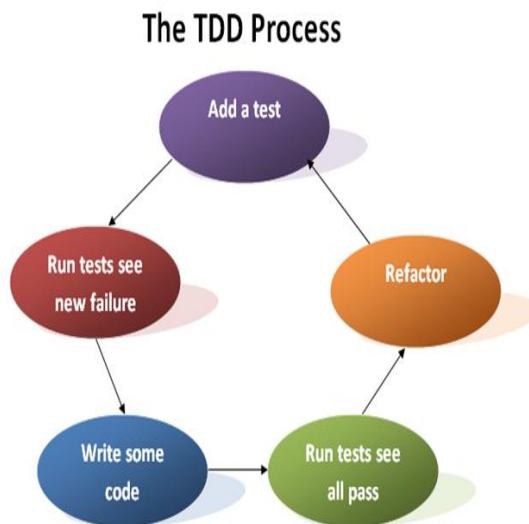 The TDD Process
Add a test
Run tests see
new failure
Write some
code
Run tests see
all pass
Refactor